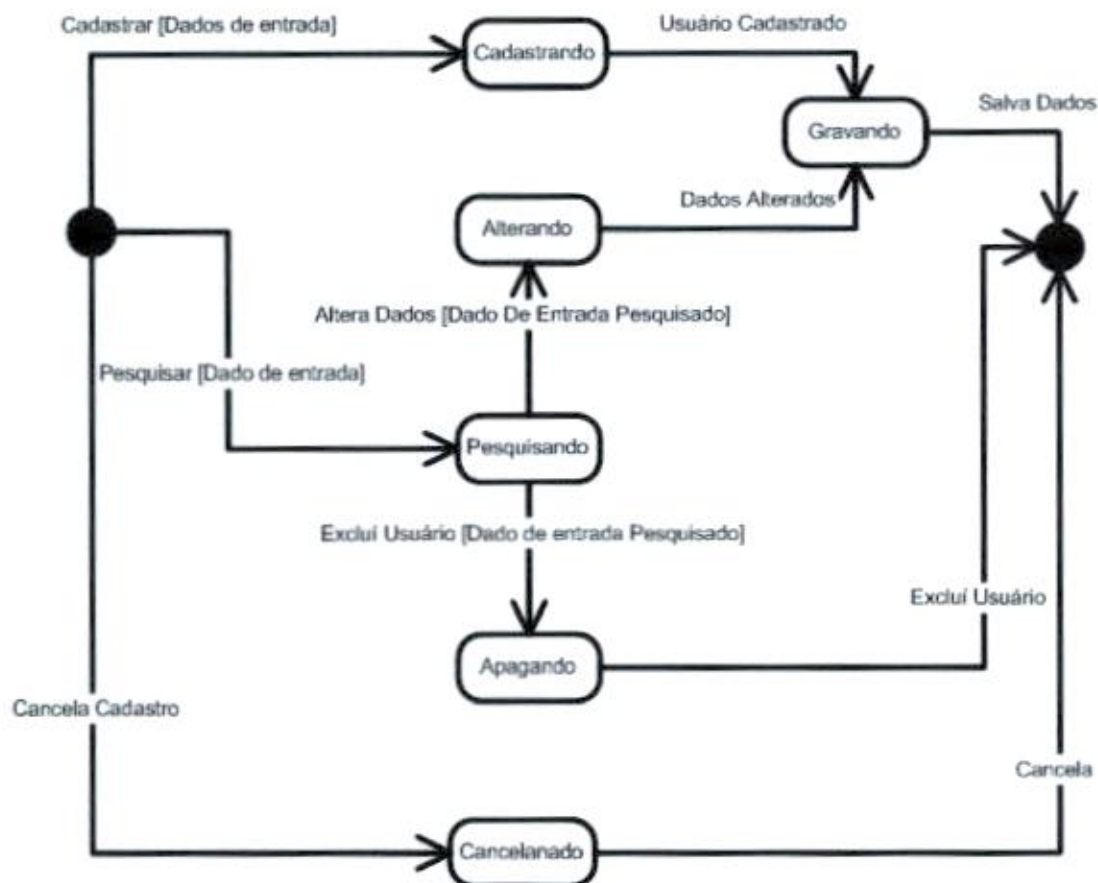 Cadastrar [Dados de entrada]
Usuário Cadastrado
Cadastrando
Salva Dados
Gravando
Dados Alterados
Alterando
Altera Dados [Dado De Entrada Pesquisado]
Pesquisar [Dado de entrada]
Pesquisando
Excluí Usuário [Dado de entrada Pesquisado]
Excluí Usuário
Apagando
Cancela Cadastro
Cancela
Cancelanado